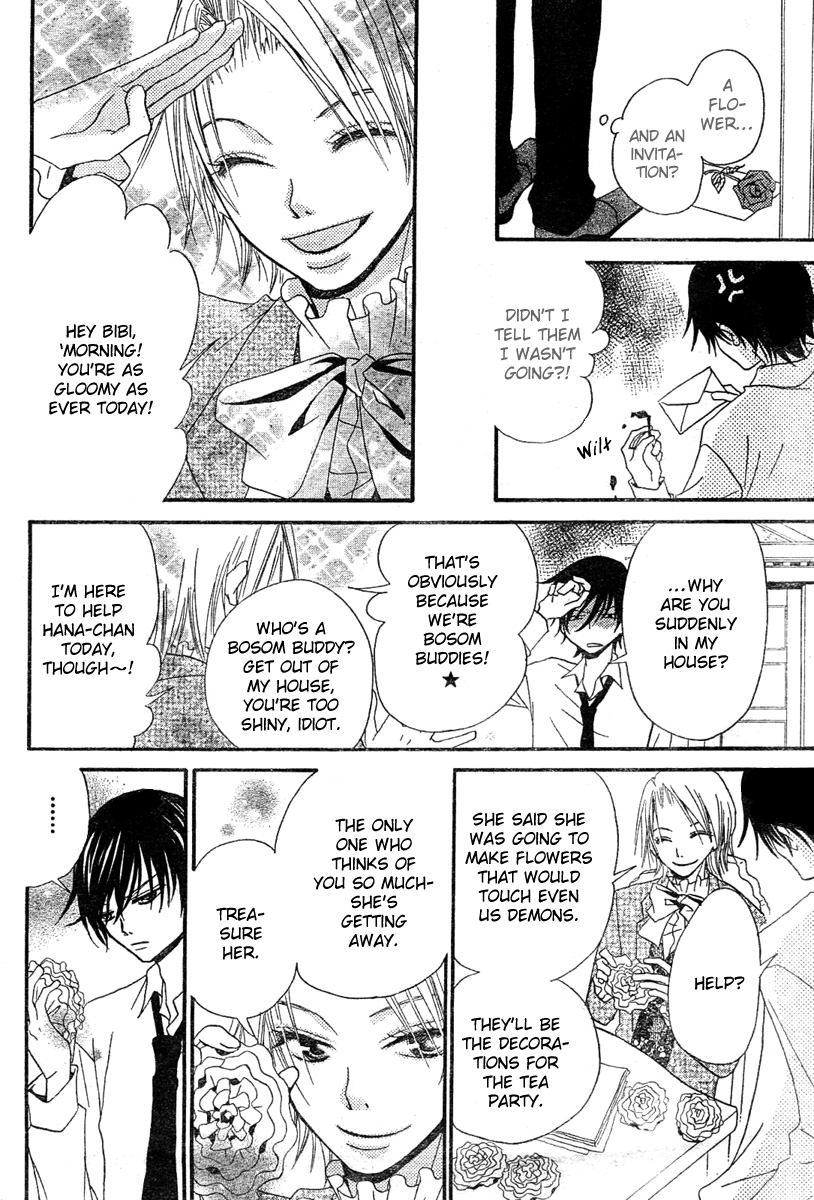 A
FLO-
WER...
AND AN
INVITA-
TION?
DIDN'T I
TELL THEM
I WASN'T
GOING?!
Wilt
HEY BIBI,
'MORNING!
YOU'RE AS
GLOOMY AS
EVER TODAY!
...WHY
ARE YOU
SUDDENLY
IN MY
HOUSE?
THAT'S
OBVIOUSLY
BECAUSE
WE'RE
BOSOM
BUDDIES!
★
WHO'S A
BOSOM BUDDY?
GET OUT OF
MY HOUSE,
YOU'RE TOO
SHINY, IDIOT.
I'M HERE
TO HELP
HANA-CHAN
TODAY,
THOUGH~!
HELP?
SHE SAID SHE
WAS GOING TO
MAKE FLOWERS
THAT WOULD
TOUCH EVEN
US DEMONS.
THEY'LL BE
THE DECORA-
TIONS FOR
THE TEA
PARTY.
THE ONLY
ONE WHO
THINKS OF
YOU SO MUCH-
SHE'S
GETTING
AWAY.
TREA-
SURE
HER.
......